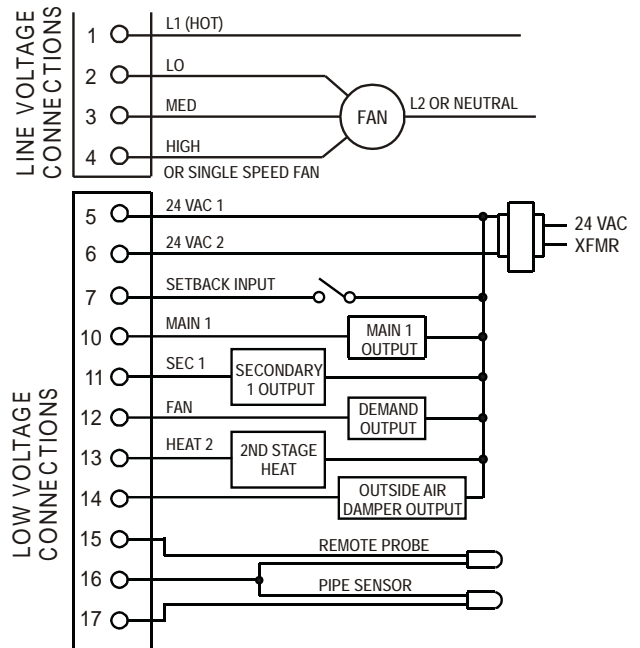 LINE VOLTAGE
CONNECTIONS
1
L1 (HOT)
2
LO
3
MED
4
HIGH
OR SINGLE SPEED FAN
FAN
L2 OR NEUTRAL
LOW VOLTAGE
CONNECTIONS
5
24 VAC 1
6
24 VAC 2
24 VAC
XFMR
7
SETBACK INPUT
10
MAIN 1
MAIN 1
OUTPUT
11
SEC 1
SECONDARY
1 OUTPUT
12
FAN
DEMAND
OUTPUT
13
HEAT 2
2ND STAGE
HEAT
14
OUTSIDE AIR
DAMPER OUTPUT
15
REMOTE PROBE
16
PIPE SENSOR
17